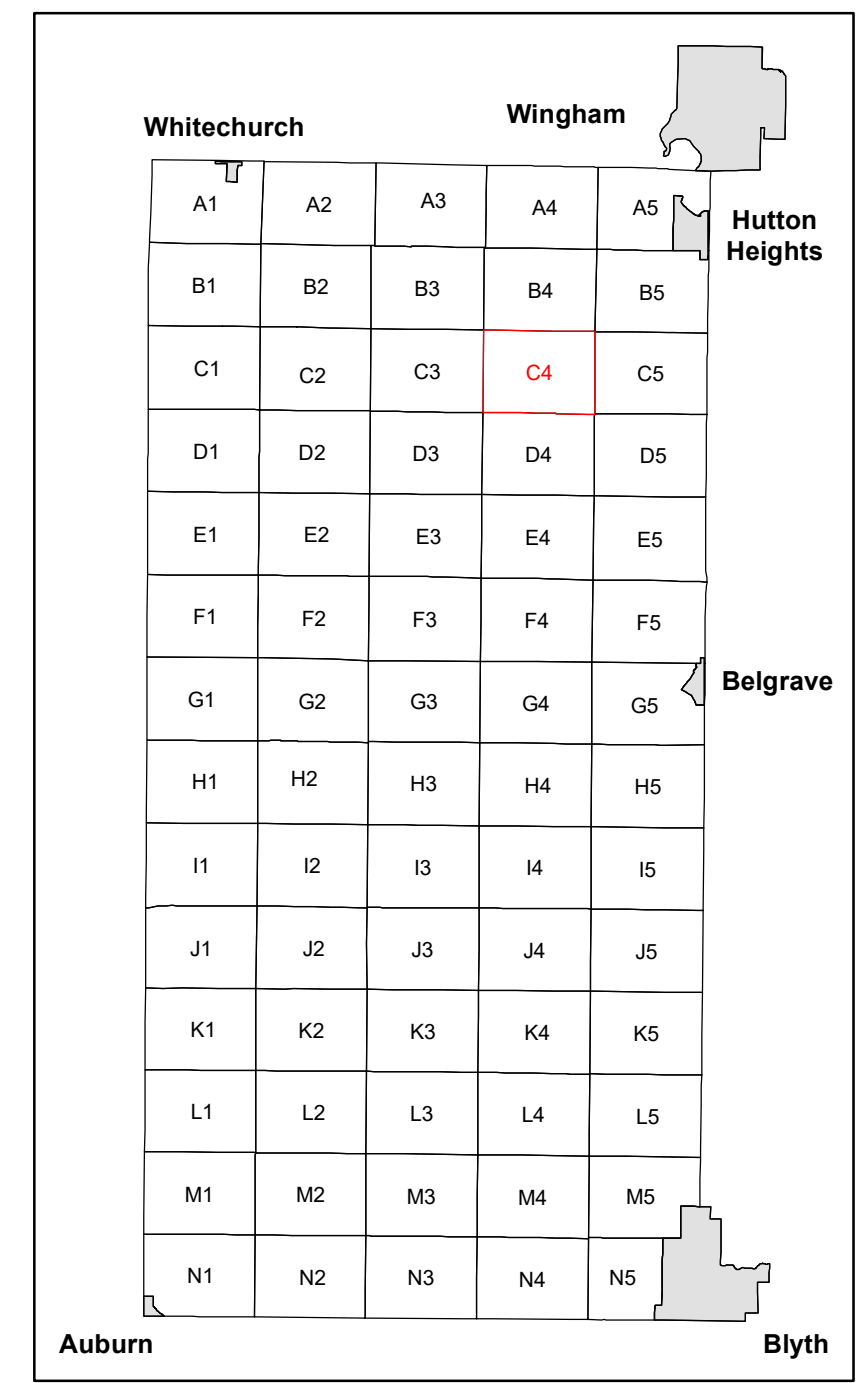 Wingham
Whitechurch
A1 A2 A3 A4 A5
Hutton
Heights
B1 B2 B3 B4 B5
C1 C2 C3 C4 C5
D1 D2 D3 D4 D5
E1 E2 E3 E4 E5
F1 F2 F3 F4 F5
Belgrave
G1 G2 G3 G4 G5
H1 H2 H3 H4 H5
I1 I2 I3 I4 I5
J1 J2 J3 J4 J5
K1 K2 K3 K4 K5
L1 L2 L3 L4 L5
M1 M2 M3 M4 M5
N1 N2 N3 N4 N5
Auburn Blyth